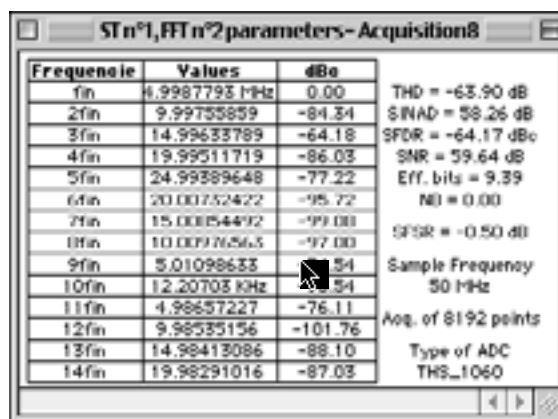 ST n°1, FFT n°2 parameters - Acquisition8
Frequencie Values dBc
fin 4.9987793 MHz 0.00
2fin 9.99755859 -84.34
3fin 14.99633789 -64.18
4fin 19.99511719 -86.03
5fin 24.99389648 -77.22
6fin 20.00732422 -95.72
7fin 15.00854492 -99.00
8fin 10.00976563 -97.00
9fin 5.01098633
10fin 12.20703 KHz
11fin 4.98657227 -76.11
12fin 9.98535156 -101.76
13fin 14.98413086 -88.10
14fin 19.98291016 -87.03
THD = -63.90 dB
SINAD = 58.26 dB
SFDR = -64.17 dBc
SNR = 59.64 dB
Eff. bits = 9.39
ND = 0.00
SFSR = -0.50 dB
Sample Frequency
50 MHz
Acq. of 8192 points
Type of ADC
THS_1060